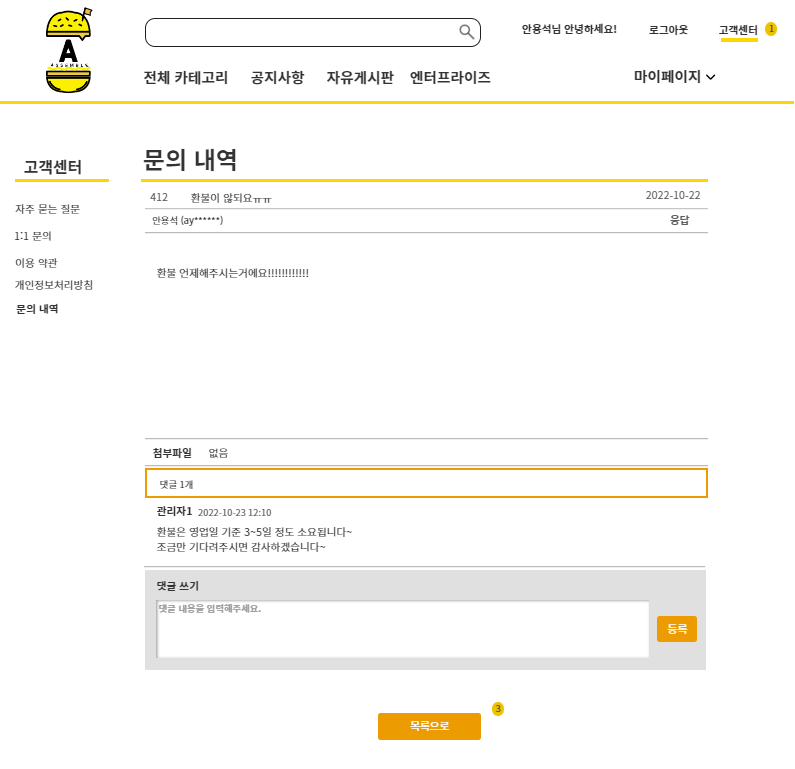 안용석님 안녕하세요!
로그아웃
고객센터
1
A
ASSEMBLE
전체 카테고리
공지사항
자유게시판
엔터프라이즈
마이페이지
고객센터
자주 묻는 질문
1:1 문의
이용 약관
개인정보처리방침
문의 내역
문의 내역
412 환불이 않되요ㅠㅠ 2022-10-22
안용석 (ay******) 응답
환불 언제해주시는거에요!!!!!!!!!!!!
첨부파일 없음
댓글 1개
관리자1 2022-10-23 12:10
환불은 영업일 기준 3~5일 정도 소요됩니다~
조금만 기다려주시면 감사하겠습니다~
댓글 쓰기
댓글 내용을 입력해주세요.
등록
3
목록으로